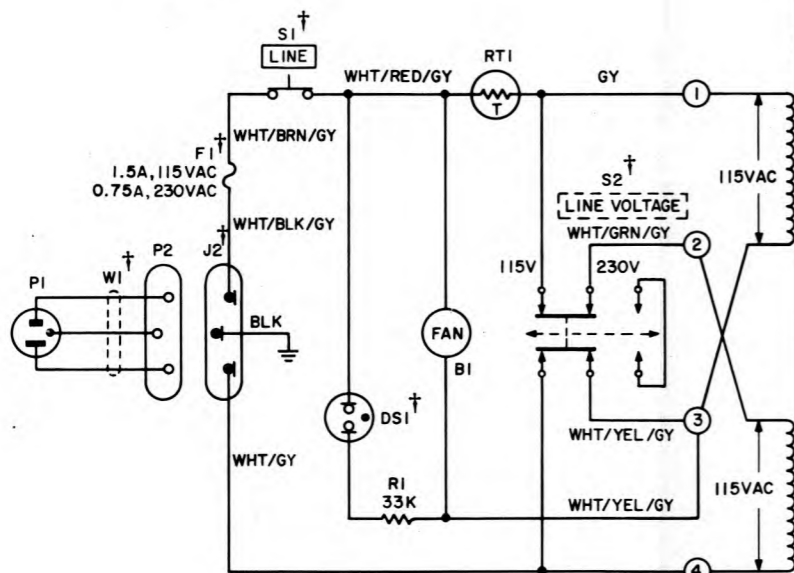 S1†
LINE
WHT/RED/GY
RT1
T
GY
1
WHT/BRN/GY
F1†
1.5A, 115VAC
0.75A, 230VAC
115VAC
S2†
LINE VOLTAGE
WHT/BLK/GY
WHT/GRN/GY
2
P1
W1†
P2
J2†
115V
230V
BLK
FAN
B1
DS1†
3
WHT/YEL/GY
WHT/GY
R1
33K
WHT/YEL/GY
115VAC
4